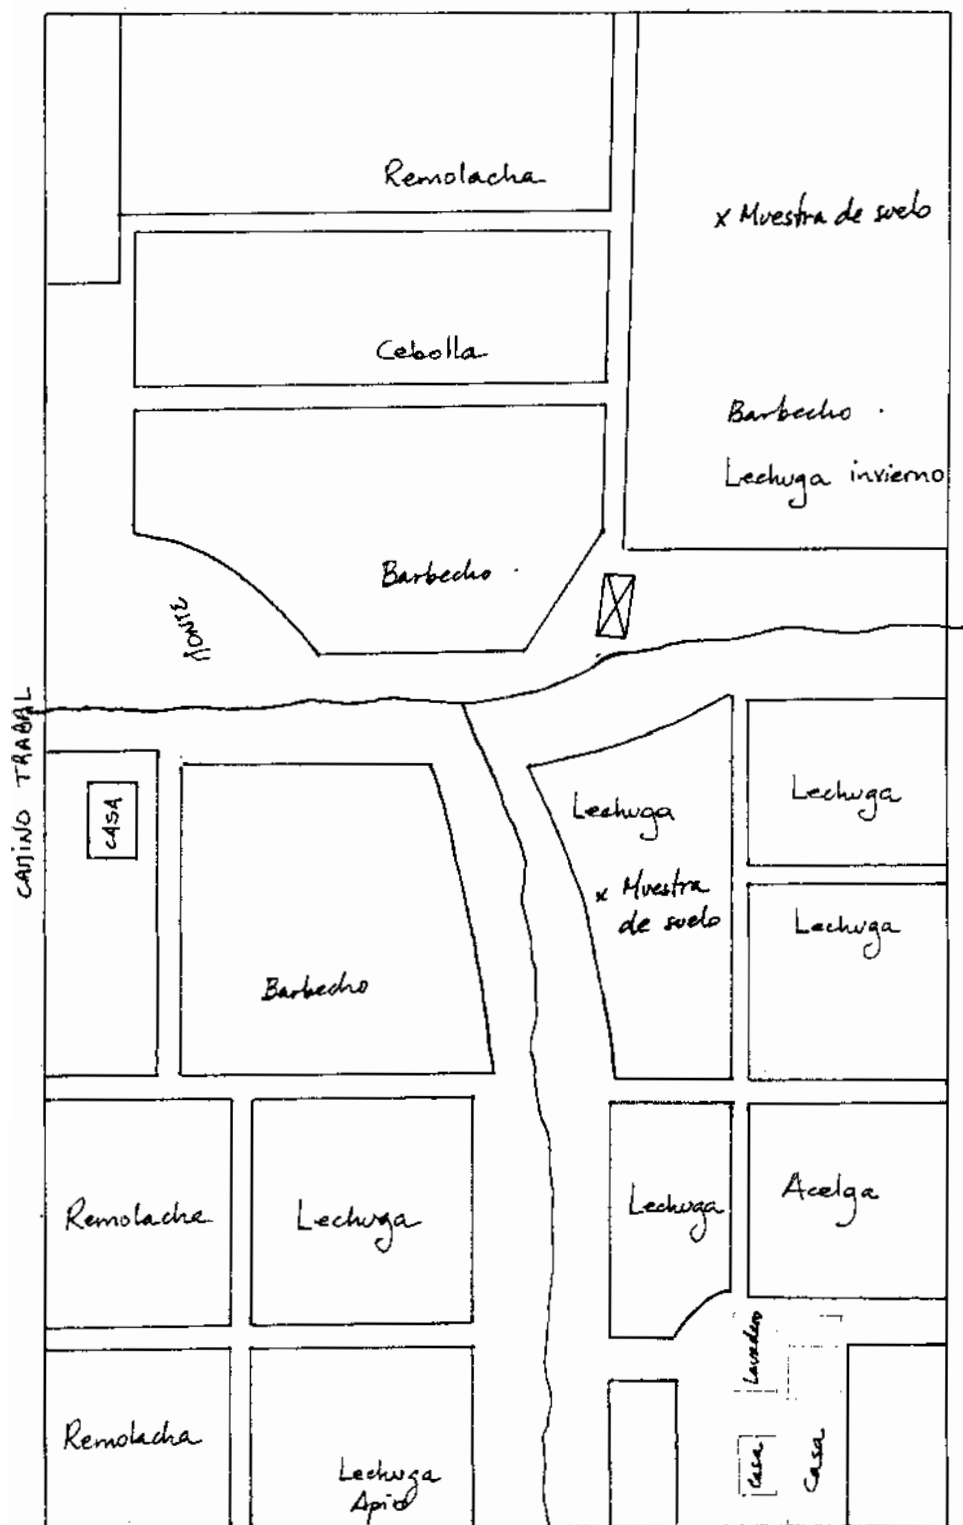 Remolacha
x Muestra de suelo
Cebolla
Barbecho
Lechuga invierno
Barbecho
Monte
CAMINO TRABAL
CASA
Lechuga
Lechuga
x Muestra
de suelo
Lechuga
Barbecho
Remolacha
Lechuga
Lechuga
Acelga
Lavadero
Remolacha
Lechuga
Apio
casa
Casa